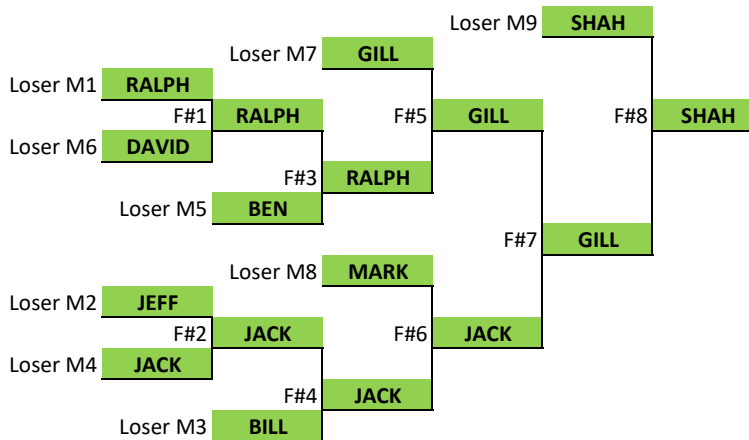 Loser M9 SHAH
Loser M7 GILL
Loser M1 RALPH
F#1 RALPH F#5 GILL F#8 SHAH
Loser M6 DAVID
F#3 RALPH
Loser M5 BEN
F#7 GILL
Loser M8 MARK
Loser M2 JEFF
F#2 JACK F#6 JACK
Loser M4 JACK
F#4 JACK
Loser M3 BILL